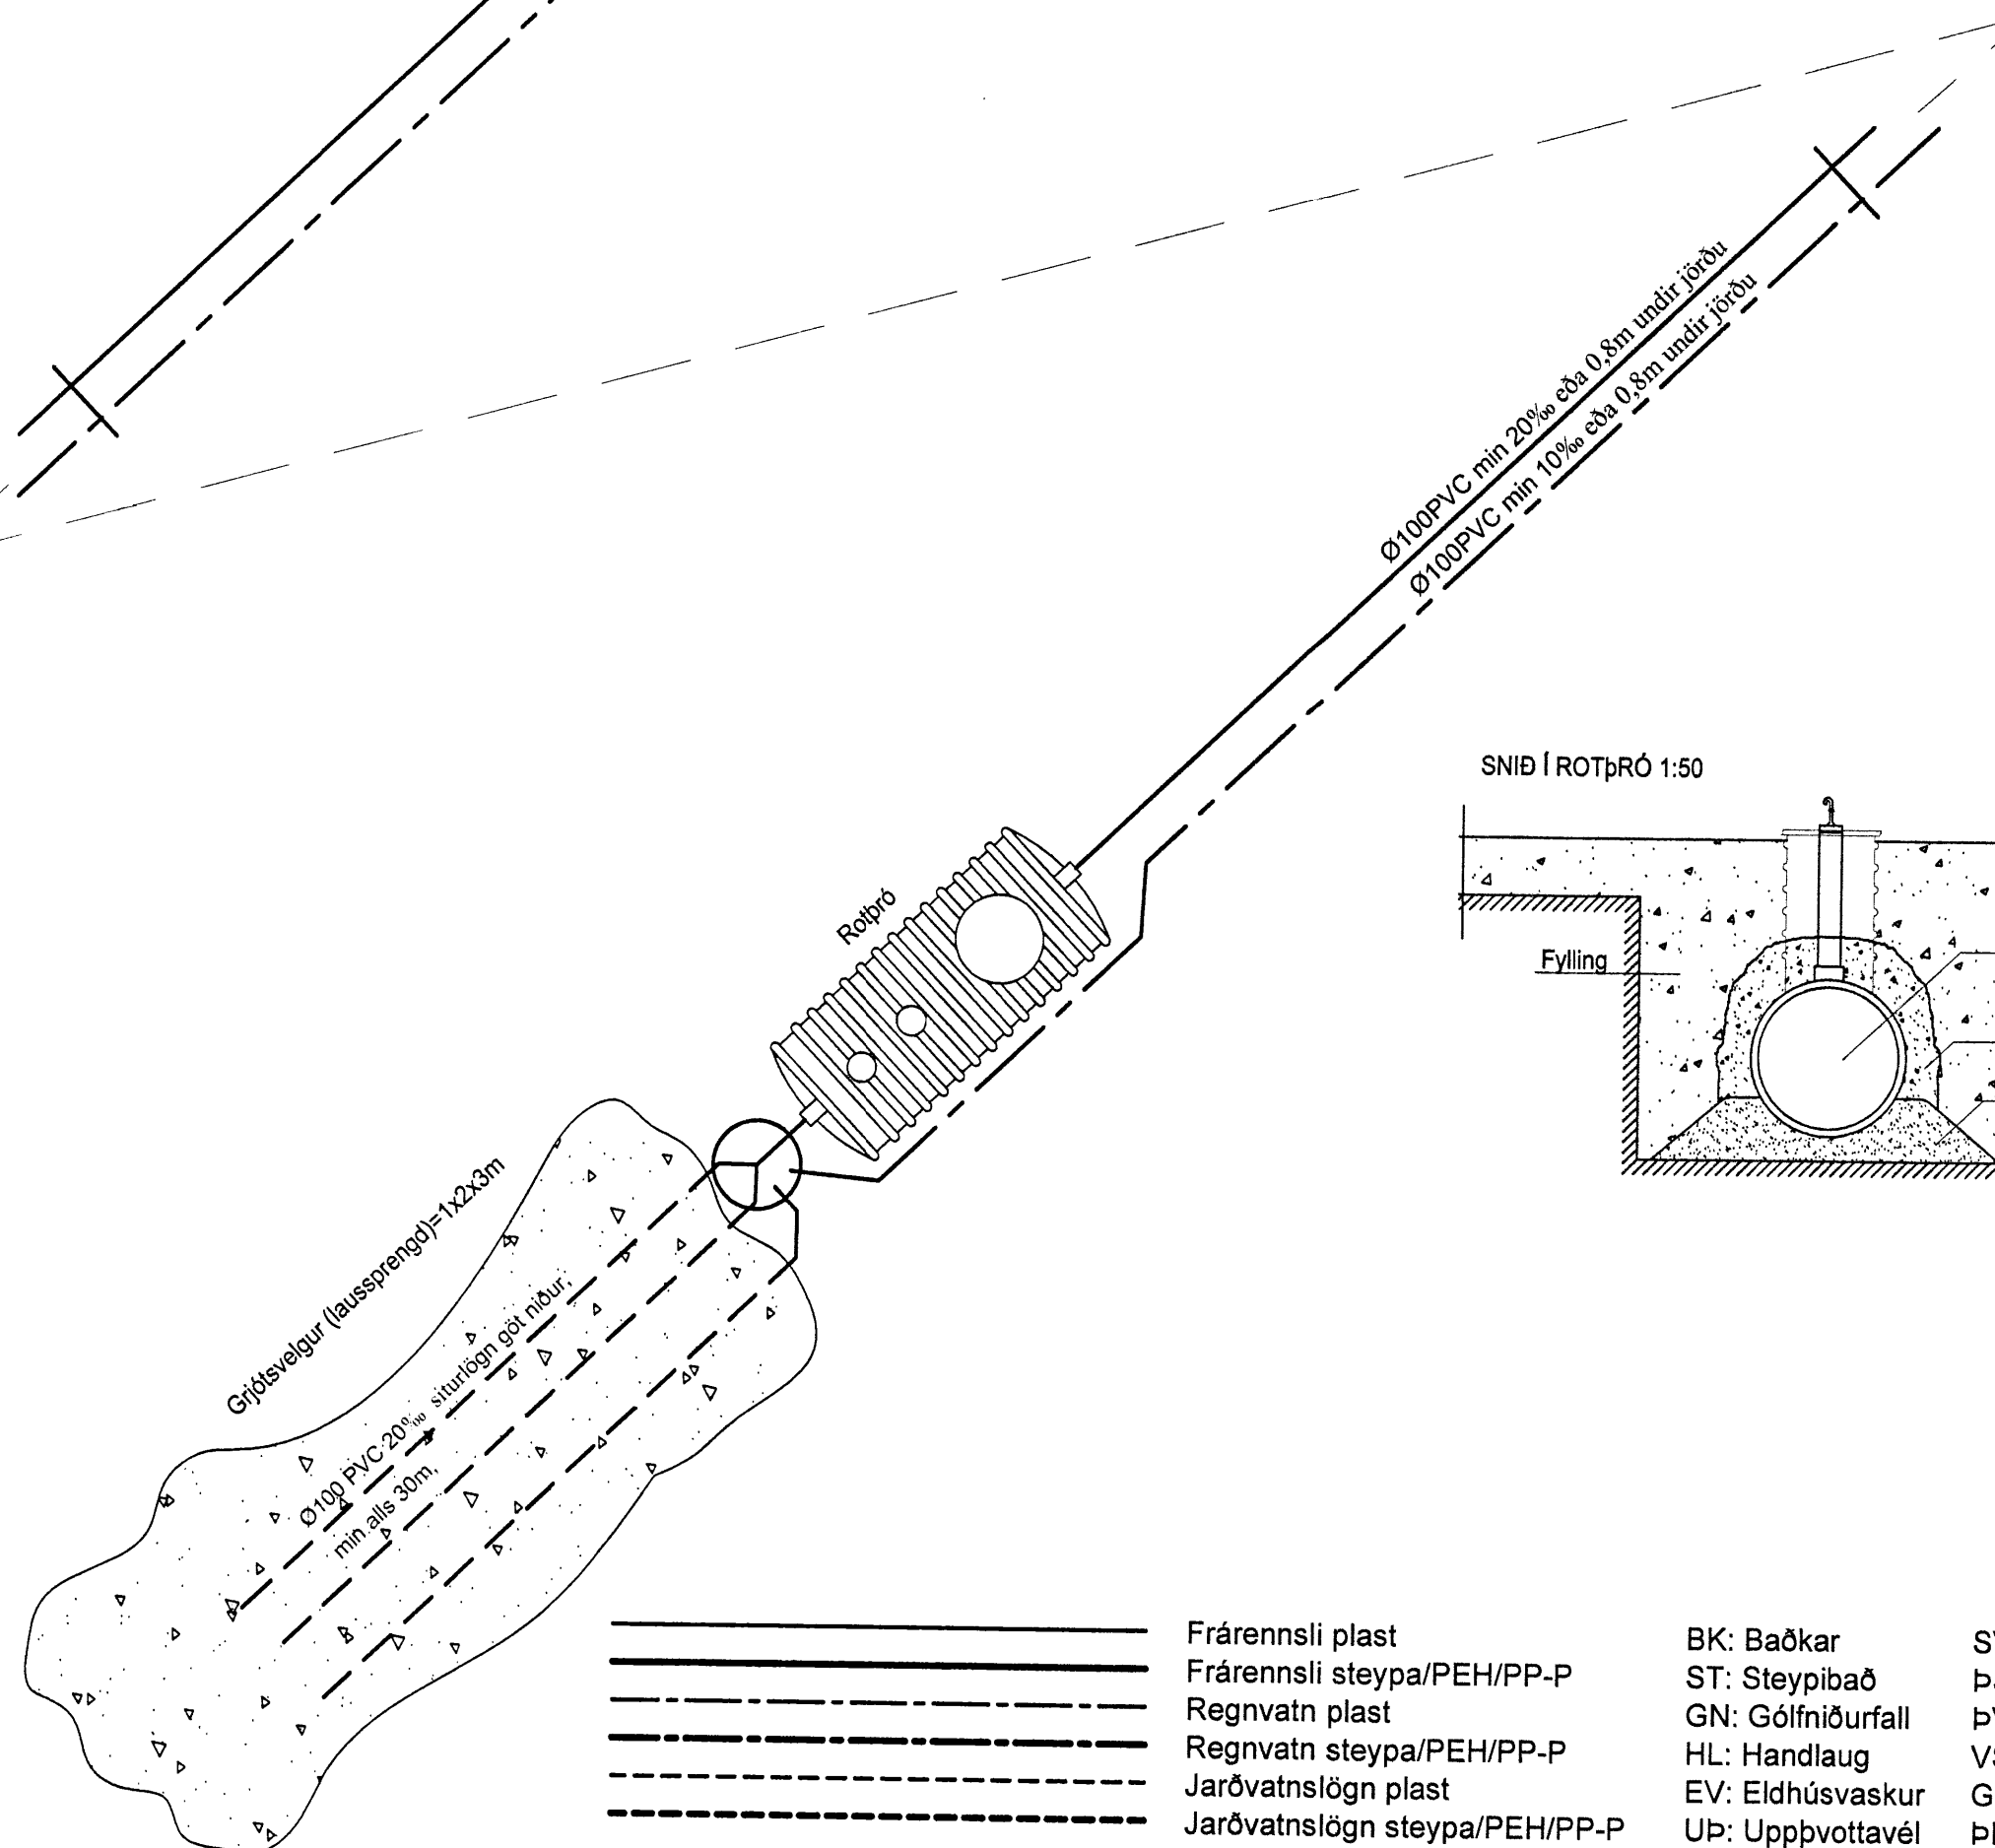 Ø100PVC min 20‰ eða 0,8m undir jörðu
Ø100PVC min 10‰ eða 0,8m undir jörðu
SNIÐ Í ROTþRÓ 1:50
Rotþró
Fylling
Grjótsvelgur (laussprengd)=1x2x3m
Ø100 PVC 20‰ siturlögn göt niður,
min alls 30m,
Frárennsli plast
Frárennsli steypa/PEH/PP-P
Regnvatn plast
Regnvatn steypa/PEH/PP-P
Jarðvatnslögn plast
Jarðvatnslögn steypa/PEH/PP-P
BK: Baðkar
ST: Steypibað
GN: Gólfniðurfall
HL: Handlaug
EV: Eldhúsvaskur
UÞ: Uppþvottavél